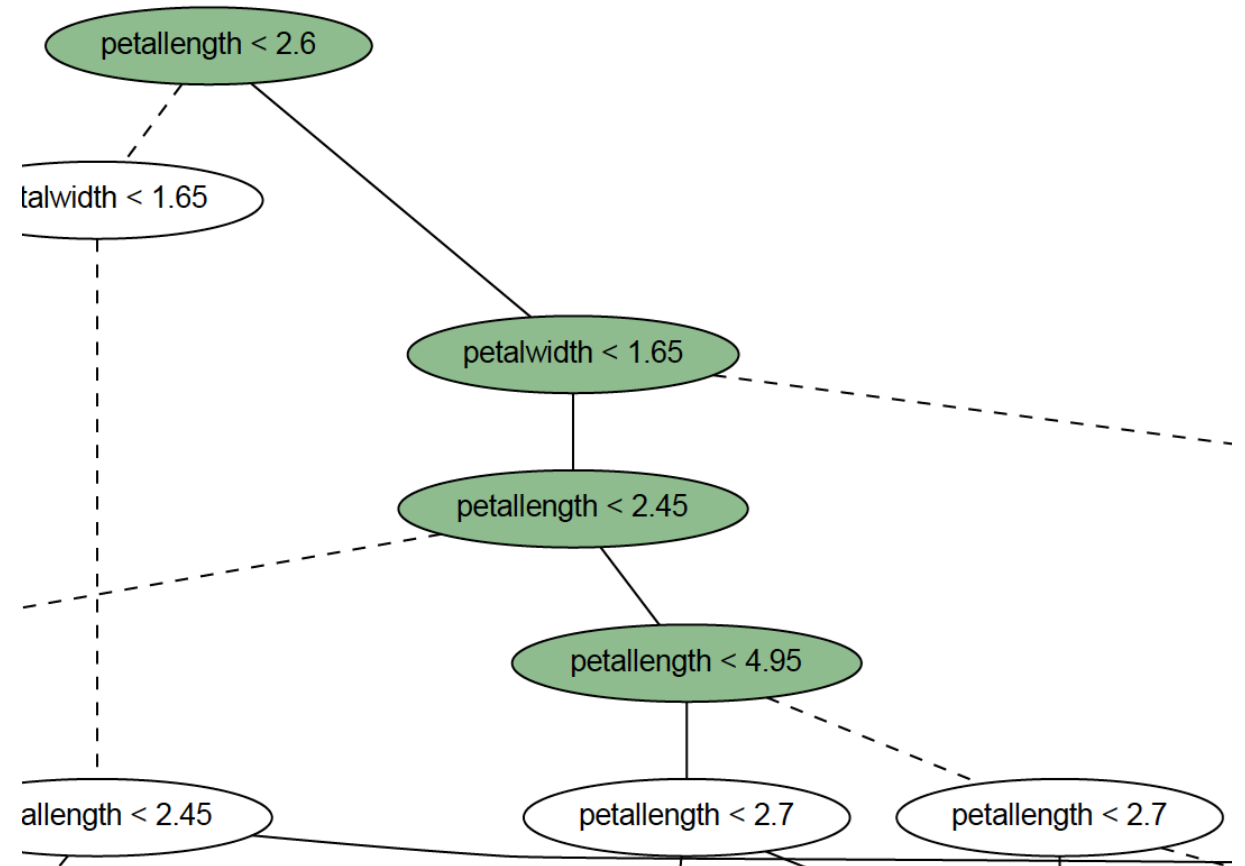 petallength < 2.6
talwidth < 1.65
petalwidth < 1.65
petallength < 2.45
petallength < 4.95
allength < 2.45
petallength < 2.7
petallength < 2.7